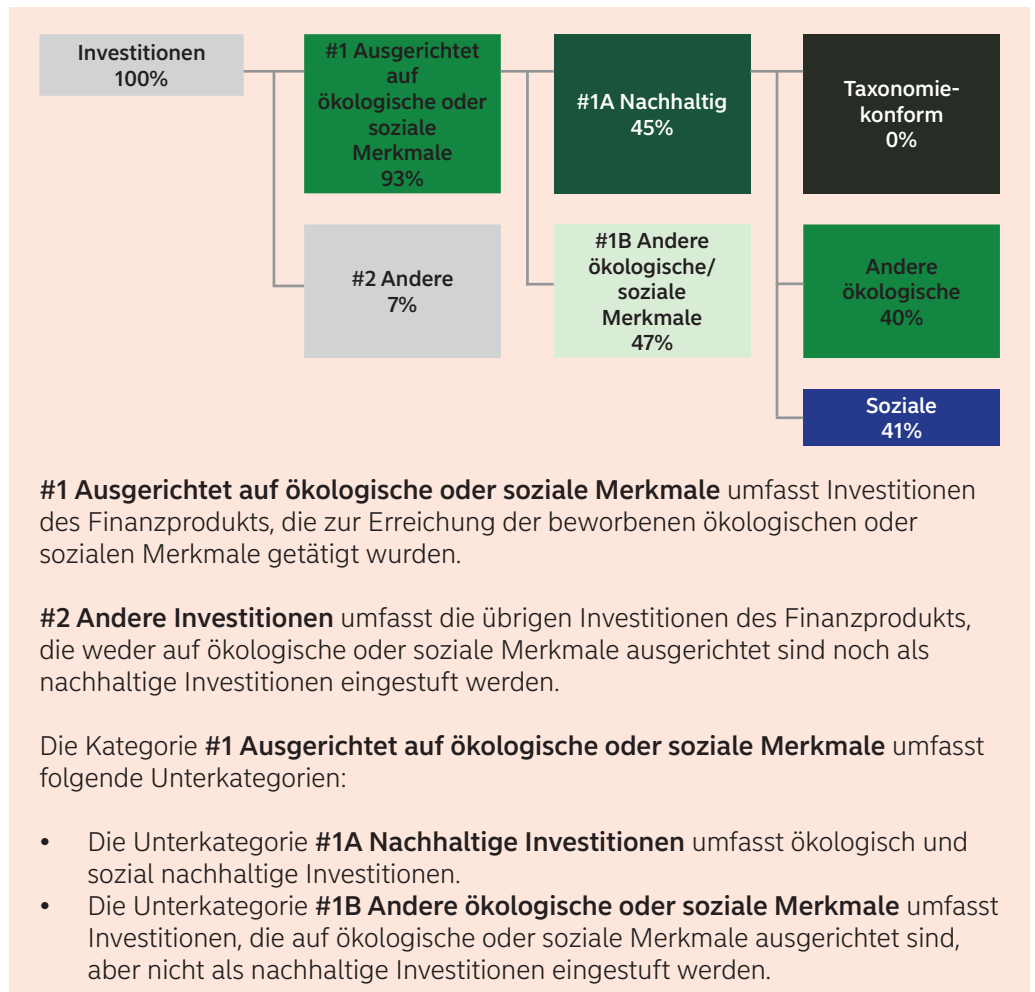 Investitionen
100%
#1 Ausgerichtet
auf
ökologische oder
soziale
Merkmale
93%
#1A Nachhaltig
45%
Taxonomie-
konform
0%
#2 Andere
7%
#1B Andere
ökologische/
soziale
Merkmale
47%
Andere
ökologische
40%
Soziale
41%
#1 Ausgerichtet auf ökologische oder soziale Merkmale umfasst Investitionen
des Finanzprodukts, die zur Erreichung der beworbenen ökologischen oder
sozialen Merkmale getätigt wurden.
#2 Andere Investitionen umfasst die übrigen Investitionen des Finanzprodukts,
die weder auf ökologische oder soziale Merkmale ausgerichtet sind noch als
nachhaltige Investitionen eingestuft werden.
Die Kategorie #1 Ausgerichtet auf ökologische oder soziale Merkmale umfasst
folgende Unterkategorien:
• Die Unterkategorie #1A Nachhaltige Investitionen umfasst ökologisch und
sozial nachhaltige Investitionen.
• Die Unterkategorie #1B Andere ökologische oder soziale Merkmale umfasst
Investitionen, die auf ökologische oder soziale Merkmale ausgerichtet sind,
aber nicht als nachhaltige Investitionen eingestuft werden.